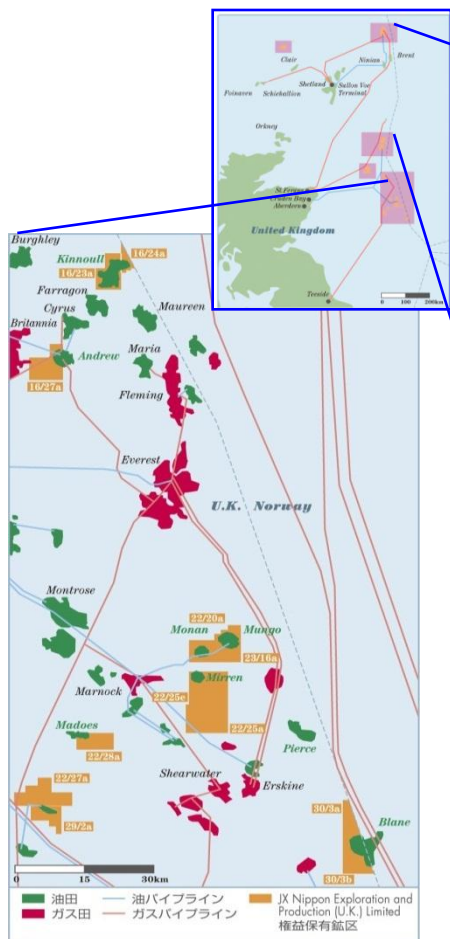 Clair
Ninian
Brent
Foinaven
Schiehallion
Shetland
Sullon Voe
Terminal
Orkney
St Fergus
Cruden Bay
Aberdeen
United Kingdom
Teeside
0 100 200km
Burghley
Kinnoull
16/24a
16/23a
Farragon
Cyrus
Maureen
Britannia
Andrew
Maria
16/27a
Fleming
Everest
U.K. Norway
Montrose
22/20a
Monan
Mungo
23/16a
Mirren
Marnock
22/25e
22/25a
Madoes
22/28a
Pierce
Shearwater
Erskine
22/27a
29/2a
30/3a
Blane
30/3b
0 15 30km
油田 油パイプライン JX Nippon Exploration and
ガス田 ガスパイプライン Production (U.K.) Limited
権益保有鉱区